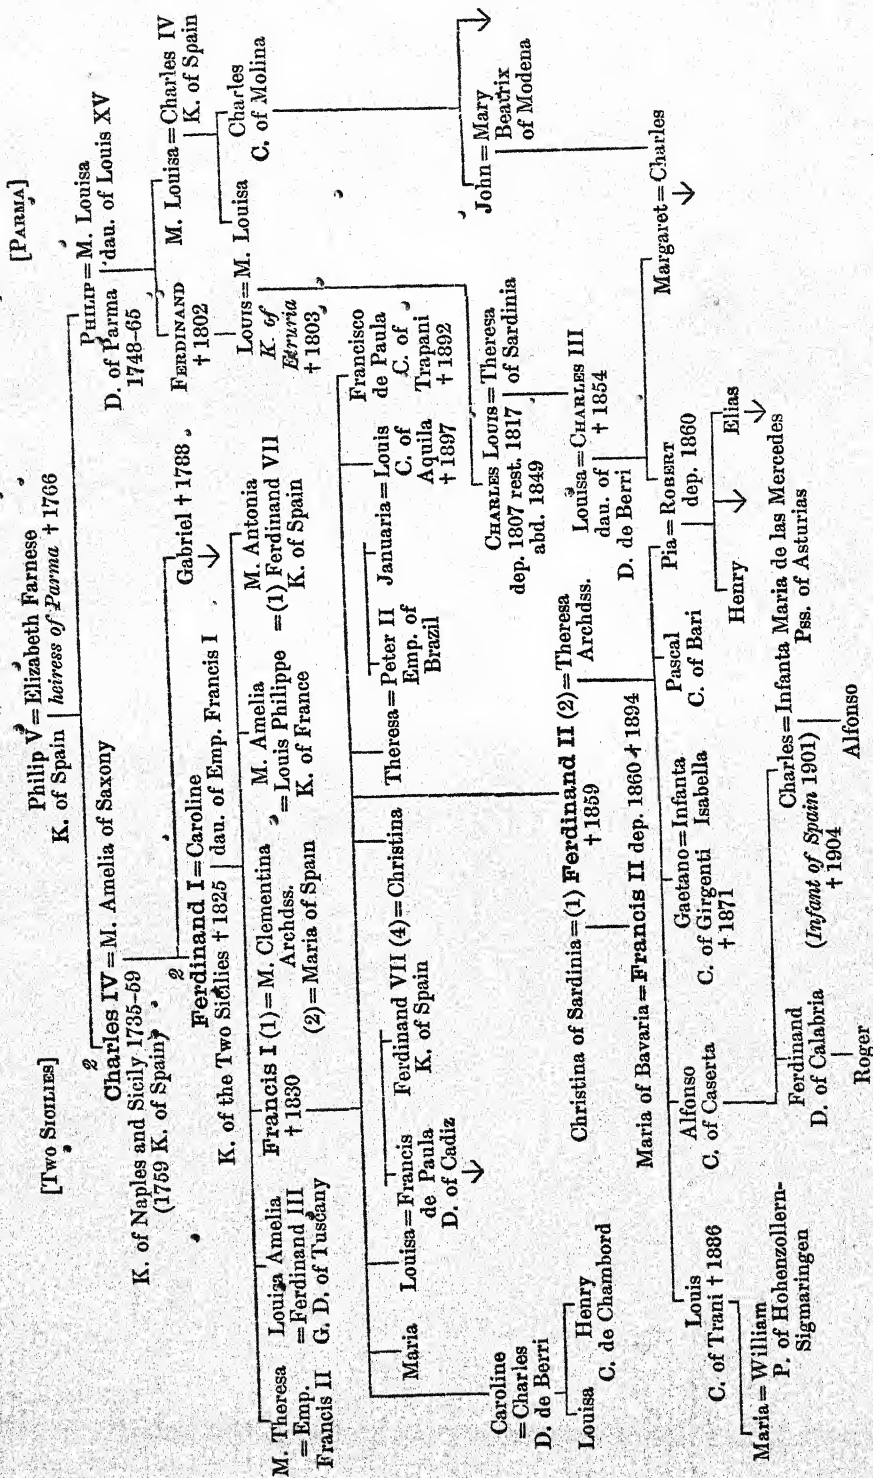 [TWO SICILIES]
[PARMA]
Philip V = Elizabeth Farnese
K. of Spain | heiress of Parma † 1766
Charles IV = M. Amelia of Saxony
K. of Naples and Sicily 1735-59
(1759 K. of Spain)
PHILIP = M. Louisa
D. of Parma | dau. of Louis XV
1748-65
Ferdinand I = Caroline
K. of the Two Sicilies † 1825 | dau. of Emp. Francis I
Gabriel † 1788
FERDINAND
† 1802
M. Louisa = Charles IV
K. of Spain
M. Theresa
= Emp.
Francis II
Louisa Amelia
= Ferdinand III
G. D. of Tuscany
Francis I (1) = M. Clementina
† 1830
Archdss.
(2) = Maria of Spain
M. Amelia
= Louis Philippe
K. of France
M. Antonia
= (1) Ferdinand VII
K. of Spain
LOUIS = M. Louisa
K. of
Etruria
† 1803
Charles
C. of Molina
Caroline
= Charles
D. de Berri
Maria
Louisa = Francis
de Paula
D. of Cadiz
Ferdinand VII (4) = Christina
K. of Spain
Theresa = Peter II
Emp. of
Brazil
Januaria = Louis
C. of
Aquila
† 1897
Francisco
de Paula
C. of
Trapani
† 1892
CHARLES LOUIS = Theresa
dep. 1807 rest. 1817 | of Sardinia
abd. 1849
John = Mary
Beatrix
of Modena
Louisa
Henry
C. de Chambord
Christina of Sardinia = (1) Ferdinand II (2) = Theresa
† 1859
Archdss.
Louisa = CHARLES III
dau. of
D. de Berri
† 1854
Maria of Bavaria = Francis II dep. 1860 † 1894
Louis
C. of Trani † 1886
Alfonso
C. of Caserta
Gaetano = Infanta
C. of Girgenti Isabella
† 1871
Pascal
C. of Bari
Pia = ROBERT
dep. 1860
Margaret = Charles
Maria = William
P. of Hohenzollern-
Sigmaringen
Ferdinand
D. of Calabria
Charles = Infanta Maria de las Mercedes
(Infant of Spain 1901) | Pss. of Asturias
† 1904
Henry
Elias
Roger
Alfonso